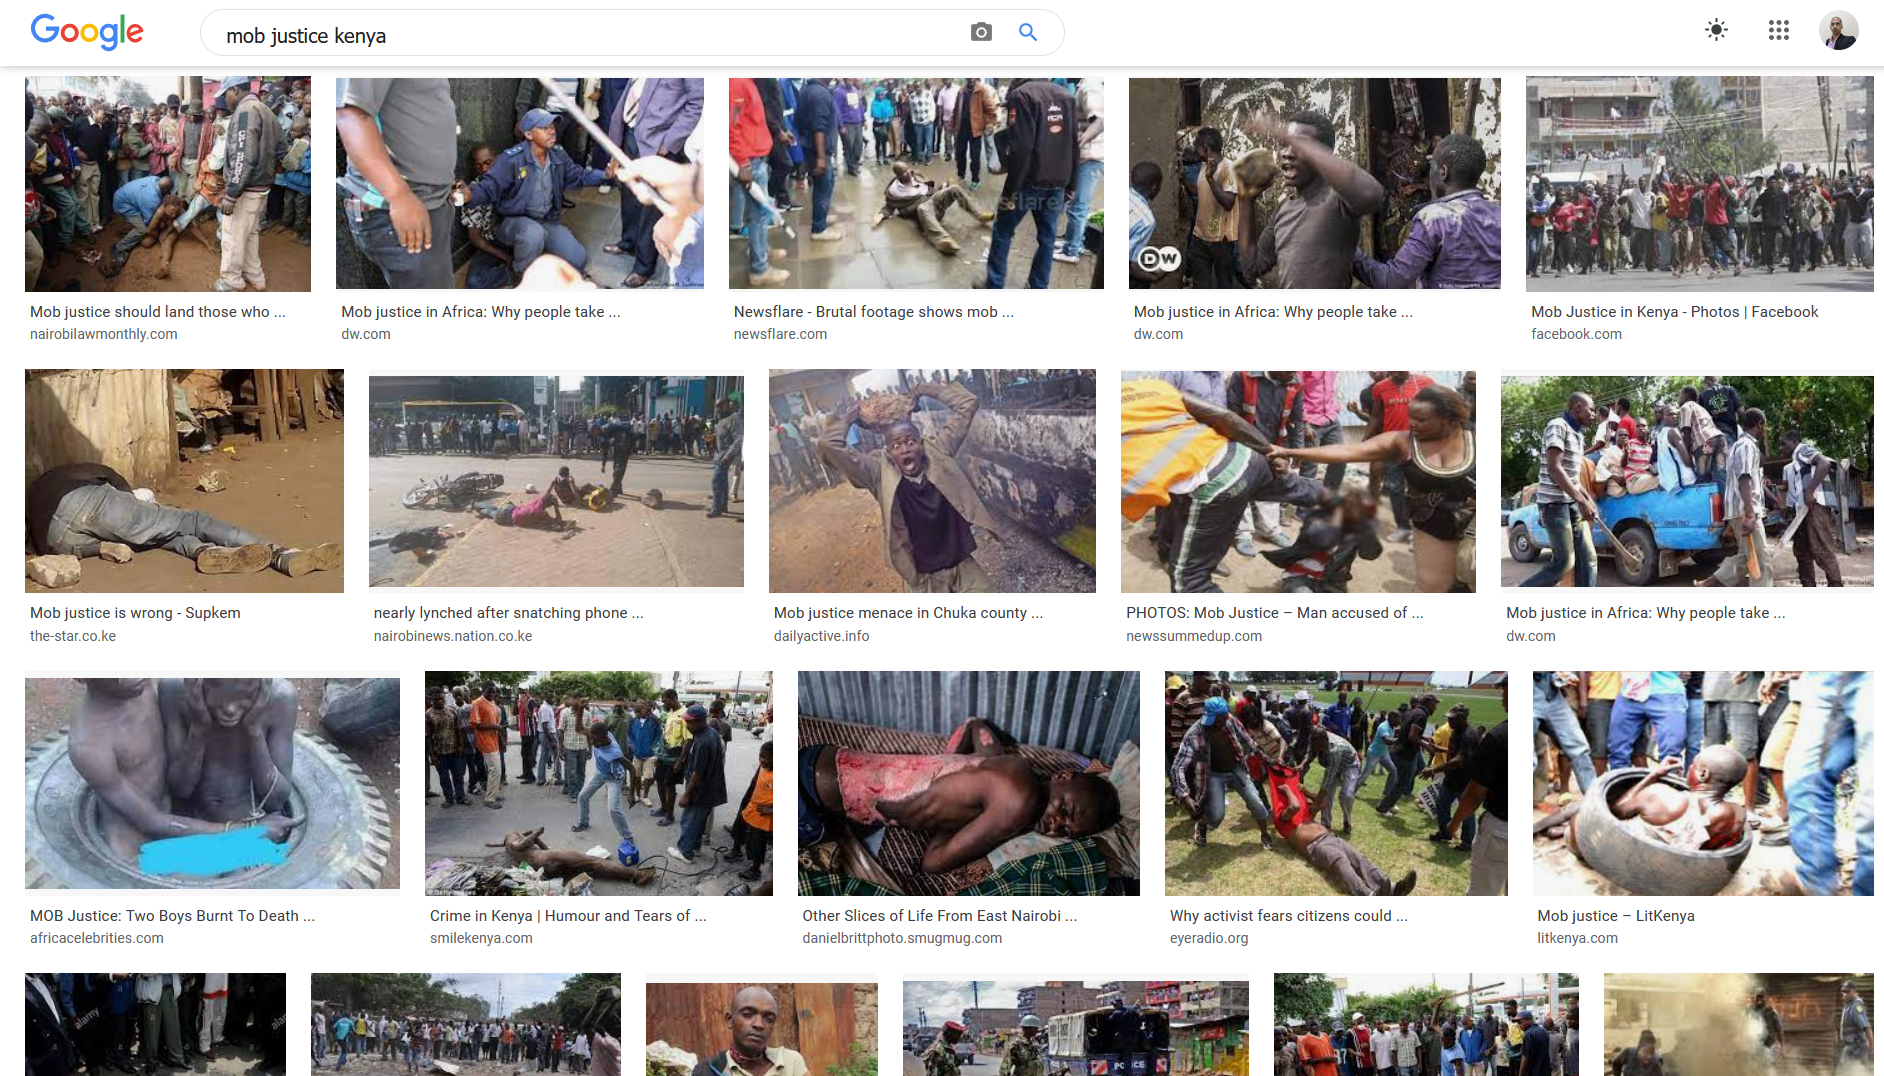 Google
mob justice kenya
newsflare
DW
Mob justice should land those who ...
nairobilawmonthly.com
Mob justice in Africa: Why people take ...
dw.com
Newsflare - Brutal footage shows mob ...
newsflare.com
Mob justice in Africa: Why people take ...
dw.com
Mob Justice in Kenya - Photos | Facebook
facebook.com
Mob justice is wrong - Supkem
the-star.co.ke
nearly lynched after snatching phone ...
nairobinews.nation.co.ke
Mob justice menace in Chuka county ...
dailyactive.info
PHOTOS: Mob Justice – Man accused of ...
newssummedup.com
Mob justice in Africa: Why people take ...
dw.com
MOB Justice: Two Boys Burnt To Death ...
africacelebrities.com
Crime in Kenya | Humour and Tears of ...
smilekenya.com
Other Slices of Life From East Nairobi ...
danielbrittphoto.smugmug.com
Why activist fears citizens could ...
eyeradio.org
Mob justice – LitKenya
litkenya.com
alamy